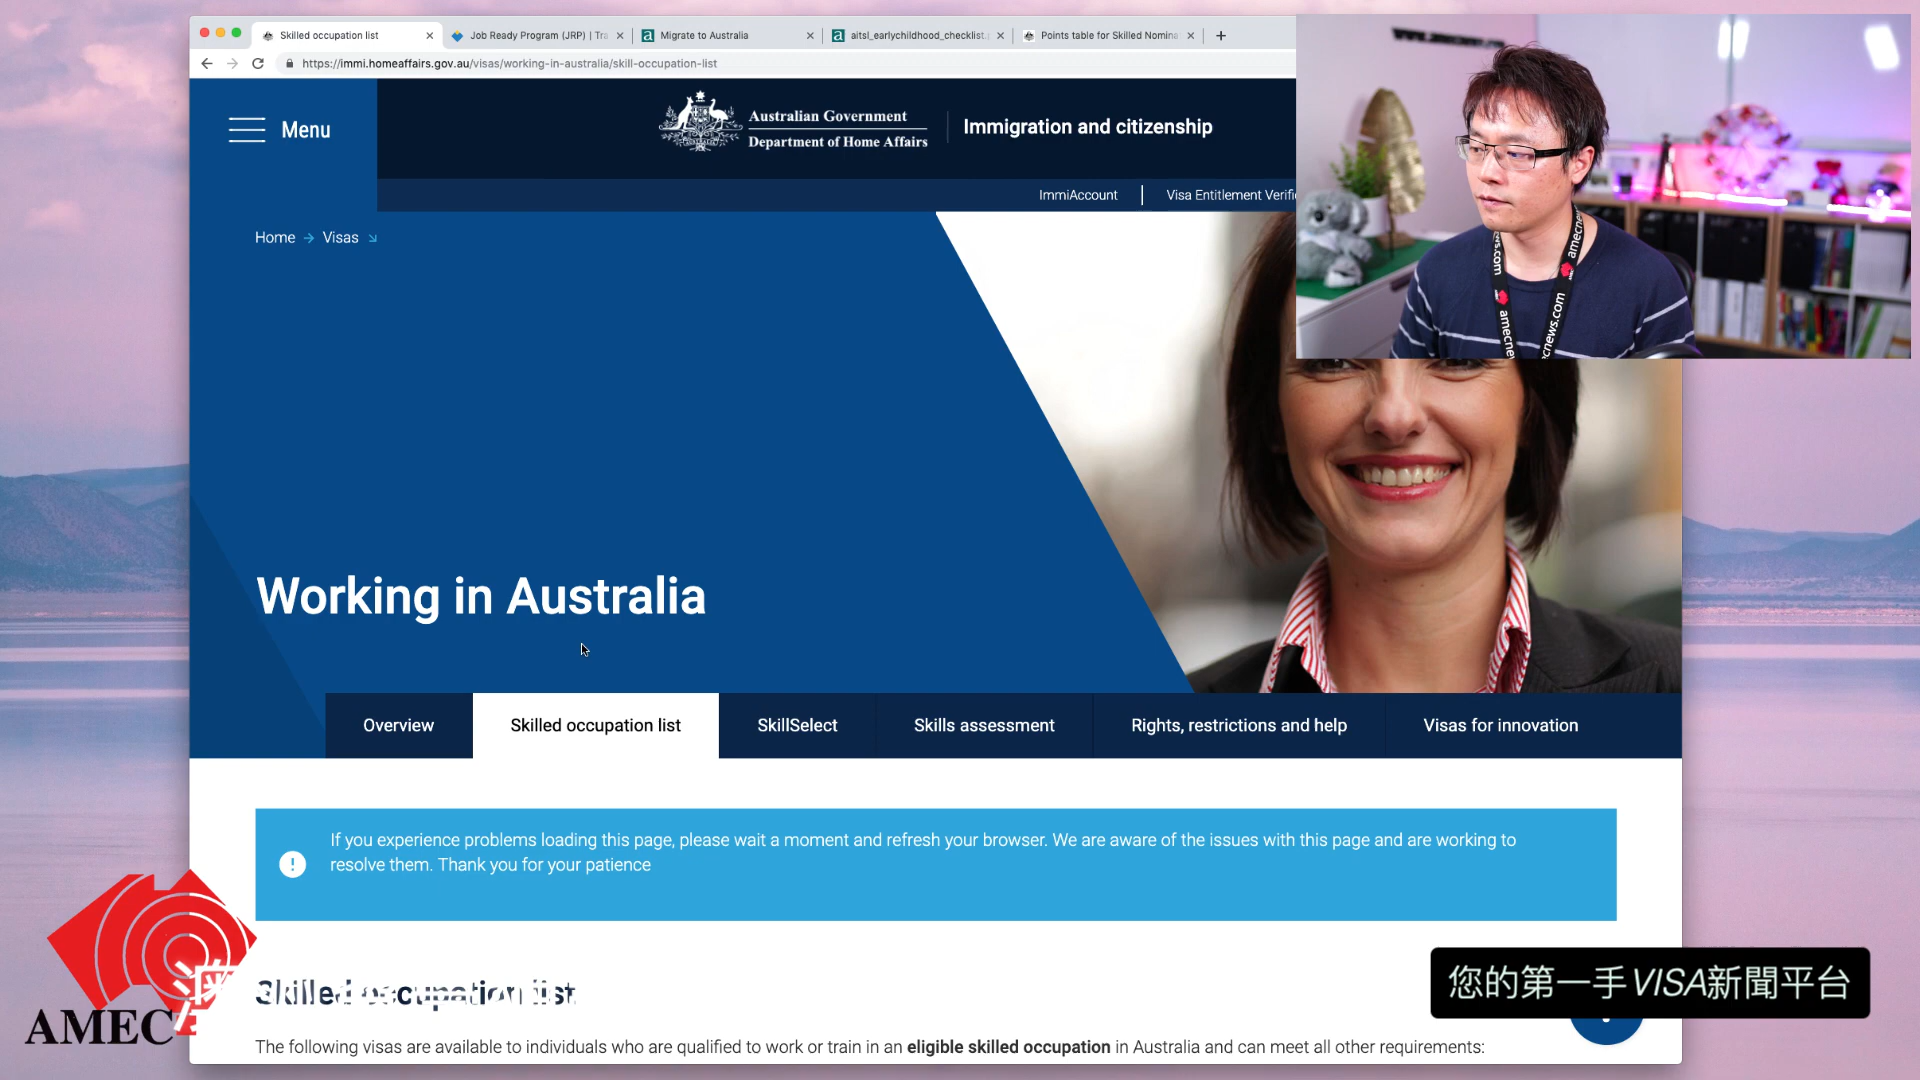 Skilled occupation list
Job Ready Program (JRP) | Tra
Migrate to Australia
aitsl_earlychildhood_checklist.
Points table for Skilled Nomina
https://immi.homeaffairs.gov.au/visas/working-in-australia/skill-occupation-list
Menu
Australian Government
Department of Home Affairs
Immigration and citizenship
ImmiAccount
Visa Entitlement Verifi
Home
Visas
amecnews.com
Working in Australia
Overview
Skilled occupation list
SkillSelect
Skills assessment
Rights, restrictions and help
Visas for innovation
If you experience problems loading this page, please wait a moment and refresh your browser. We are aware of the issues with this page and are working to
resolve them. Thank you for your patience
Skilled occupation list
AMEC
您的第一手VISA新聞平台
The following visas are available to individuals who are qualified to work or train in an eligible skilled occupation in Australia and can meet all other requirements: